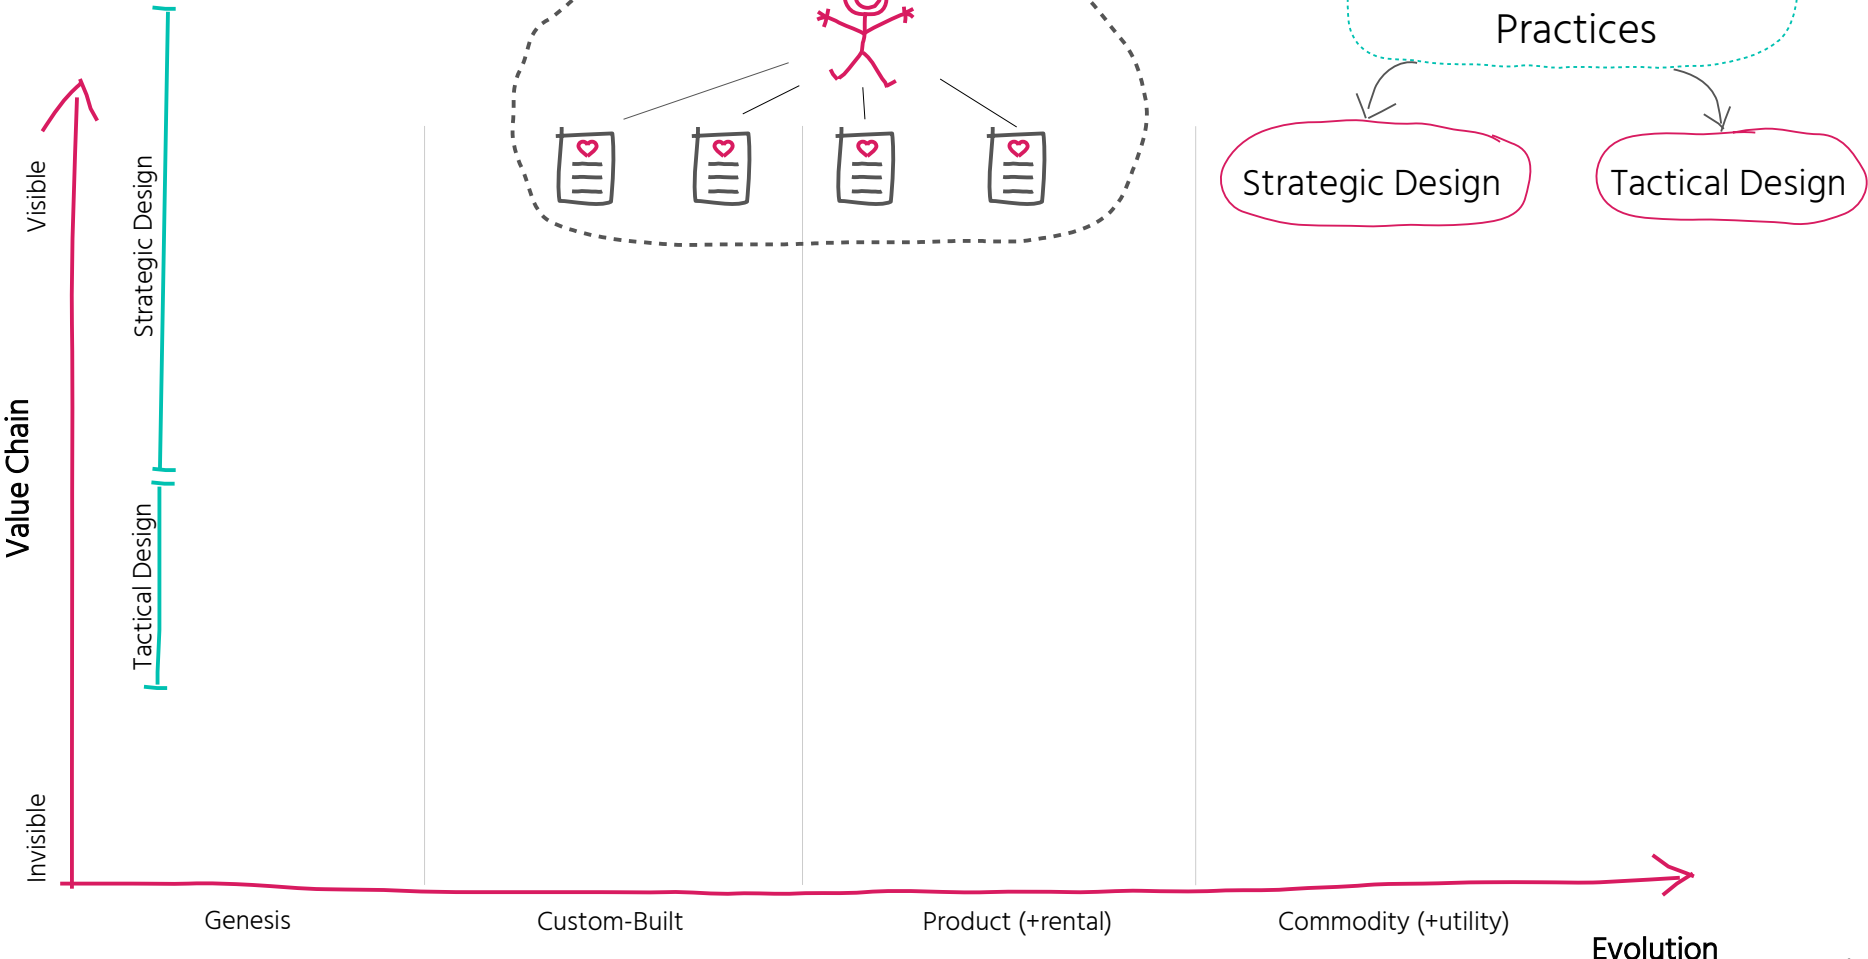 Practices
Strategic Design
Tactical Design
Visible
Strategic Design
Value Chain
Tactical Design
Invisible
Genesis
Custom-Built
Product (+rental)
Commodity (+utility)
Evolution